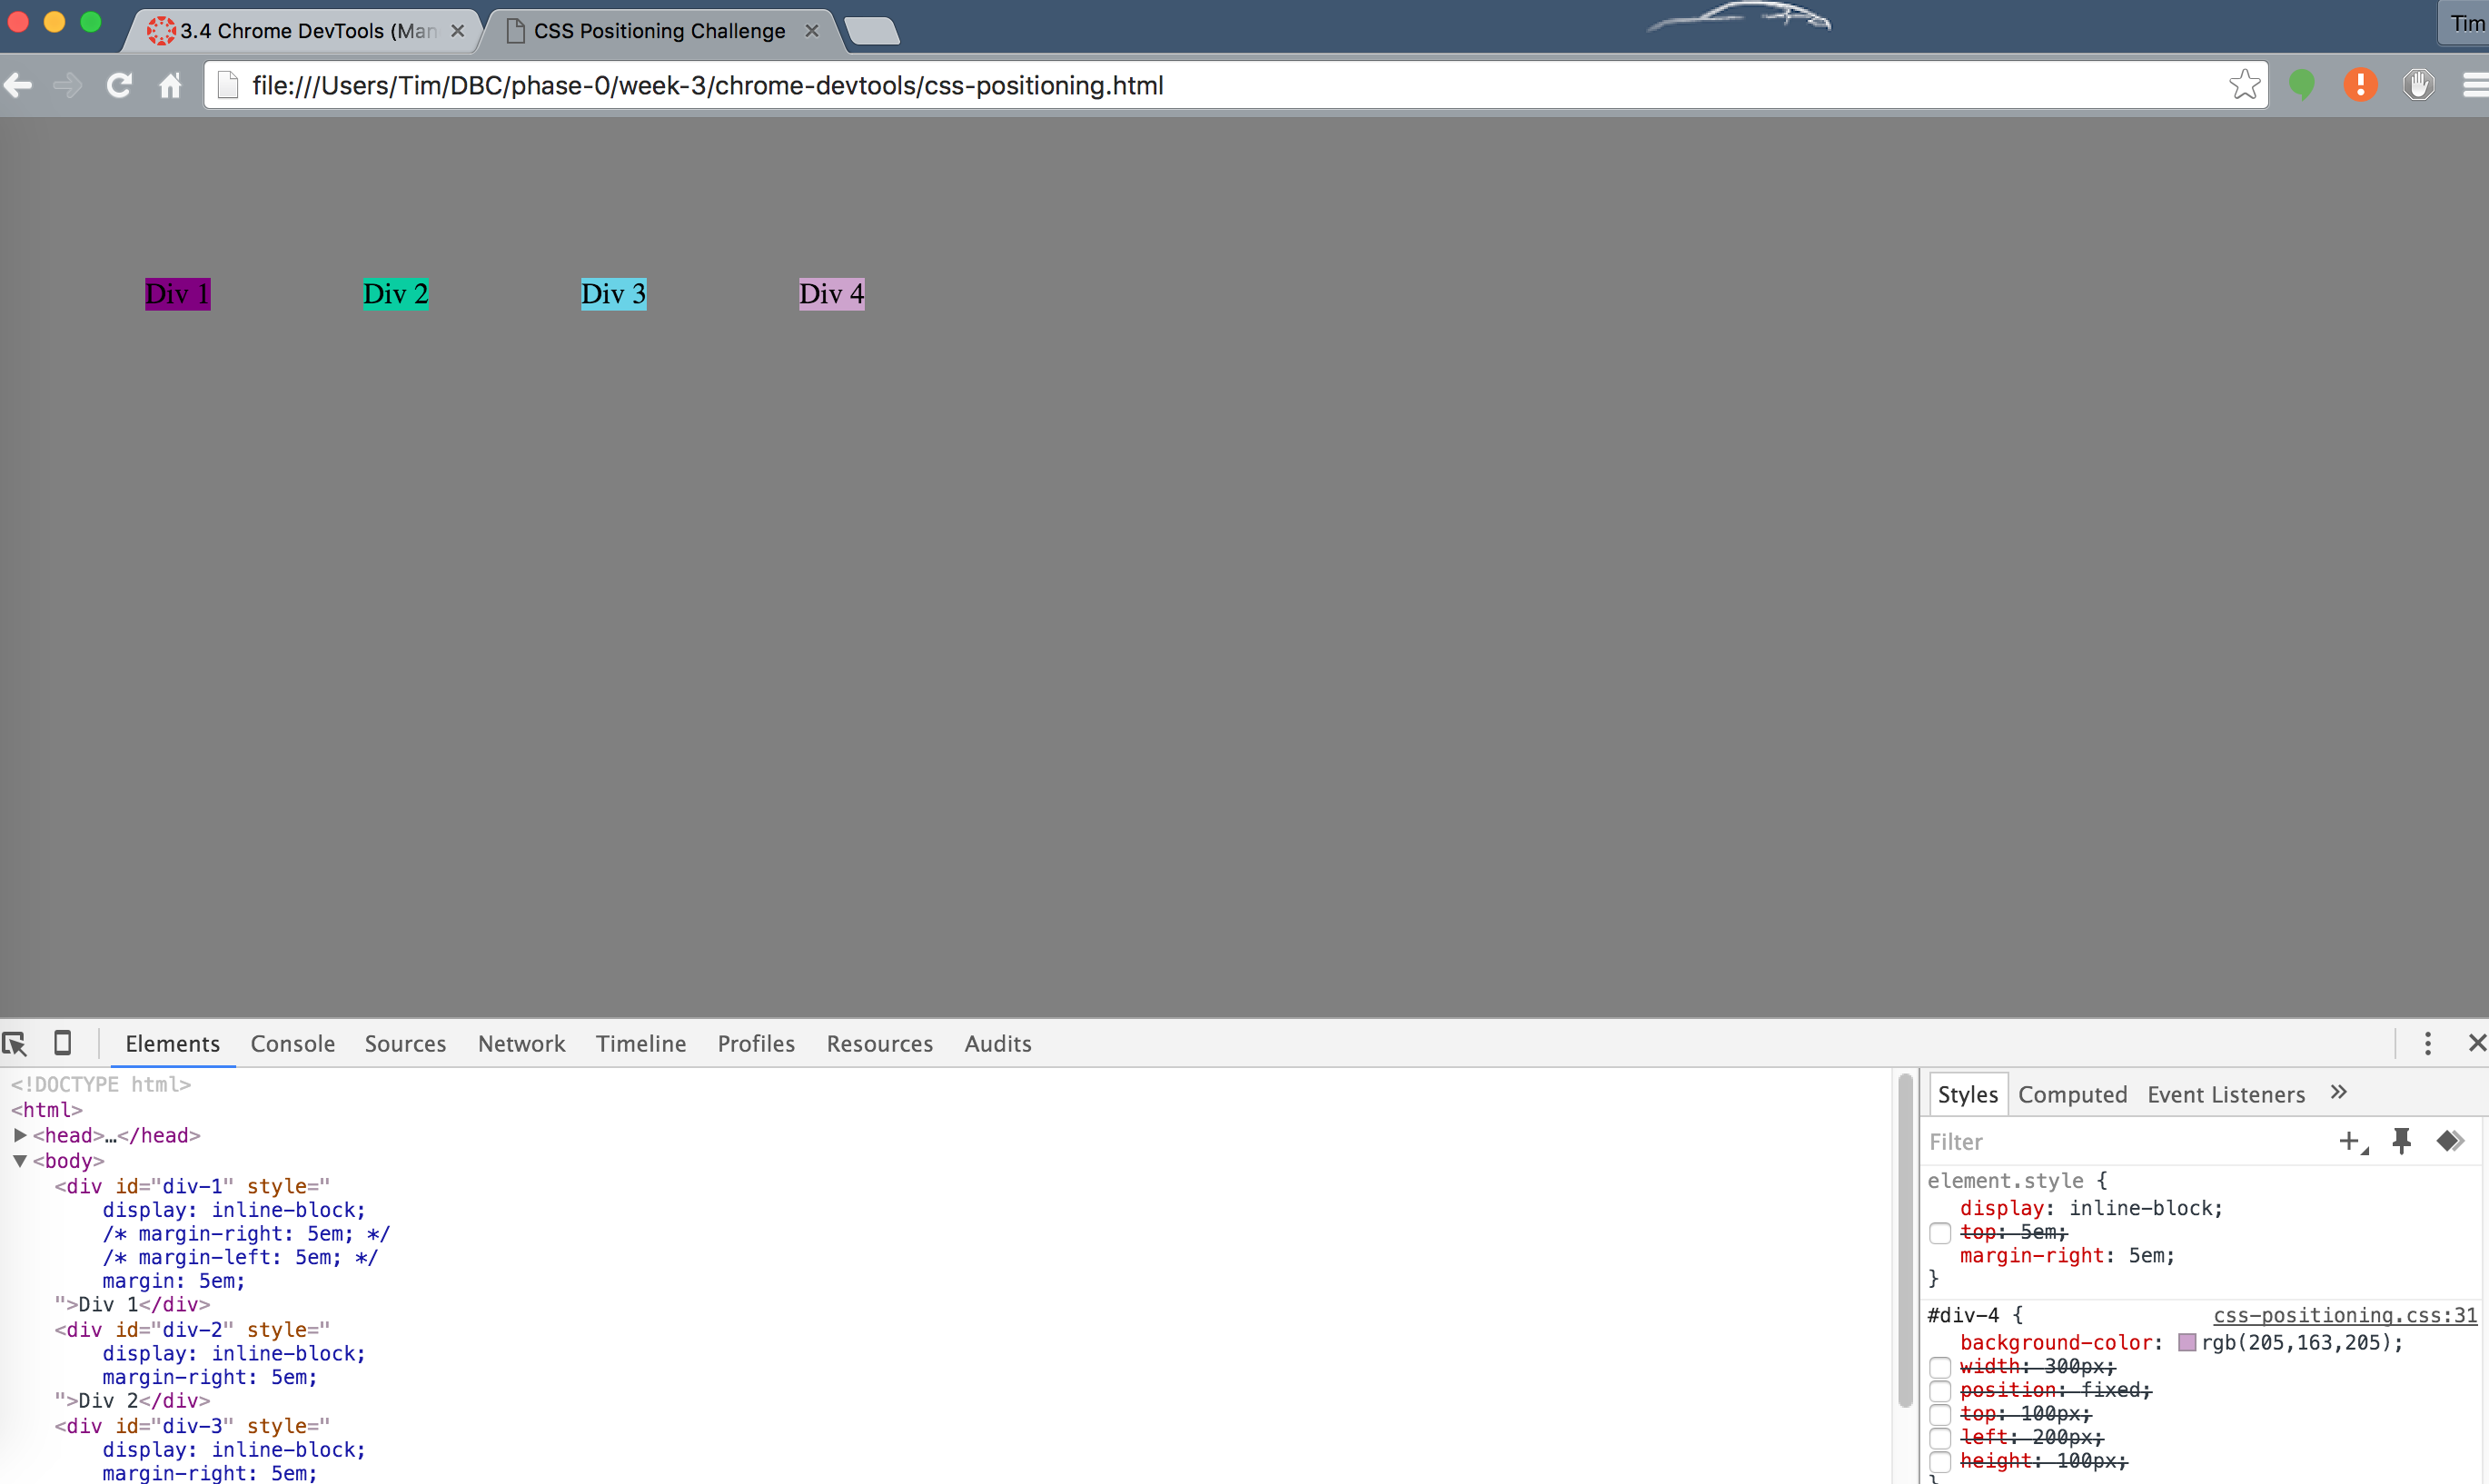 3.4 Chrome DevTools (Man
CSS Positioning Challenge
Tim
file:///Users/Tim/DBC/phase-0/week-3/chrome-devtools/css-positioning.html
Div 1
Div 2
Div 3
Div 4
Elements Console Sources Network Timeline Profiles Resources Audits
<!DOCTYPE html>
<html>
<head>…</head>
<body>
<div id="div-1" style="
display: inline-block;
/* margin-right: 5em; */
/* margin-left: 5em; */
margin: 5em;
">Div 1</div>
<div id="div-2" style="
display: inline-block;
margin-right: 5em;
">Div 2</div>
<div id="div-3" style="
display: inline-block;
margin-right: 5em;
Styles Computed Event Listeners »
Filter
element.style {
display: inline-block;
top: 5em;
margin-right: 5em;
}
#div-4 { css-positioning.css:31
background-color: rgb(205,163,205);
width: 300px;
position: fixed;
top: 100px;
left: 200px;
height: 100px;
}